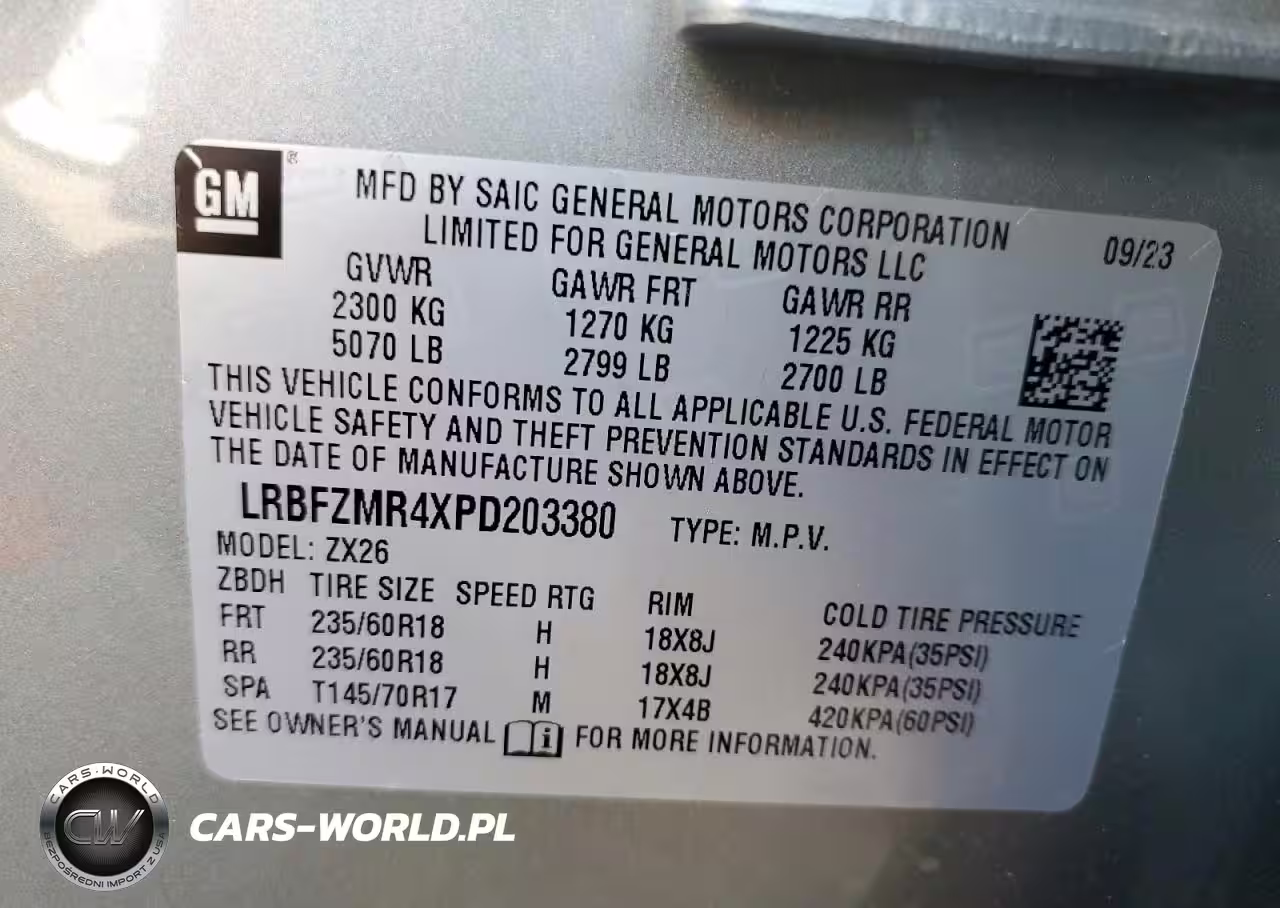 GM
MFD BY SAIC GENERAL MOTORS CORPORATION
LIMITED FOR GENERAL MOTORS LLC
09/23
GVWR GAWR FRT GAWR RR
2300 KG 1270 KG 1225 KG
5070 LB 2799 LB 2700 LB
THIS VEHICLE CONFORMS TO ALL APPLICABLE U.S. FEDERAL MOTOR
VEHICLE SAFETY AND THEFT PREVENTION STANDARDS IN EFFECT ON
THE DATE OF MANUFACTURE SHOWN ABOVE.
LRBFZMR4XPD203380 TYPE: M.P.V.
MODEL: ZX26
ZBDH TIRE SIZE SPEED RTG RIM COLD TIRE PRESSURE
FRT 235/60R18 H 18X8J 240KPA(35PSI)
RR 235/60R18 H 18X8J 240KPA(35PSI)
SPA T145/70R17 M 17X4B 420KPA(60PSI)
SEE OWNER'S MANUAL i FOR MORE INFORMATION.
CARS-WORLD
CW
BEZPOŚREDNI IMPORT Z USA
CARS-WORLD.PL